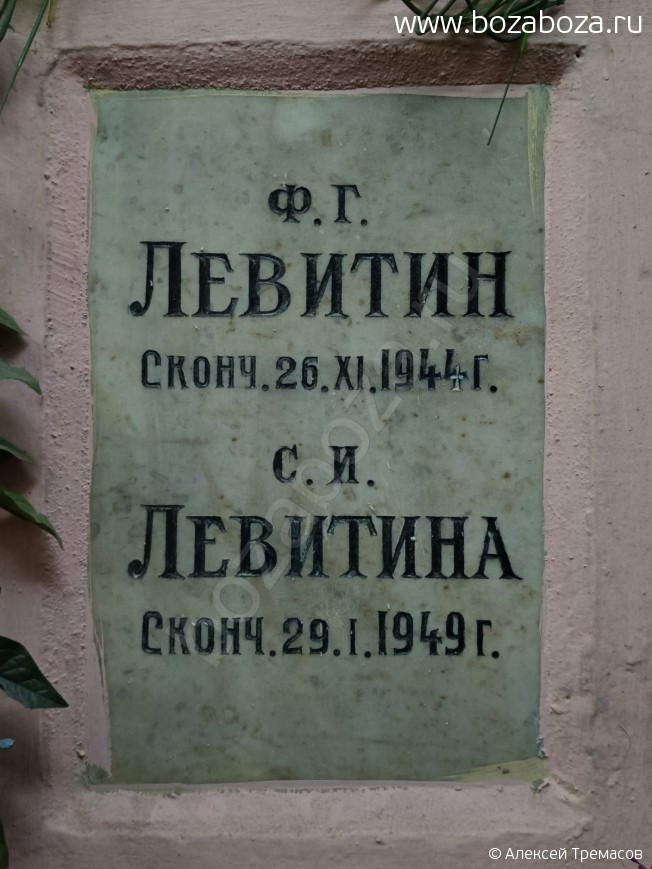 www.bozaboza.ru
Ф. Г.
ЛЕВИТИН
Сконч. 26. XI. 1944 г.
С. И.
ЛЕВИТИНА
Сконч. 29. I. 1949 г.
© Алексей Тремасов